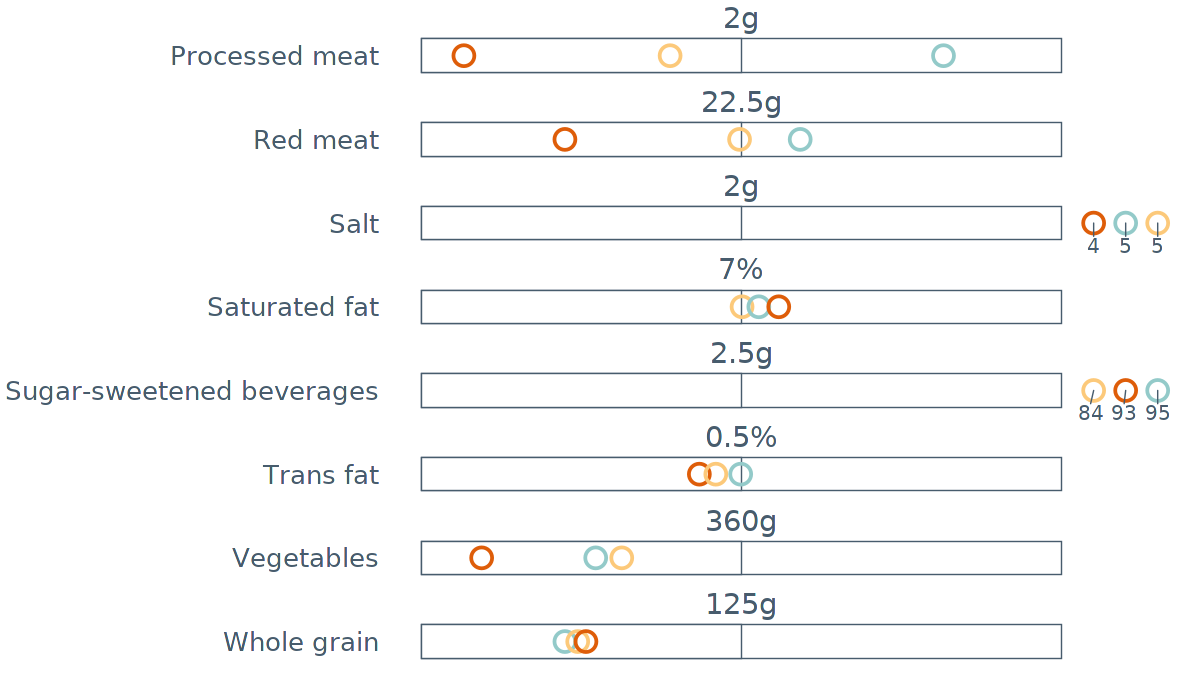 2g
Processed meat
22.5g
Red meat
2g
Salt
4 5 5
7%
Saturated fat
2.5g
Sugar-sweetened beverages
84 93 95
0.5%
Trans fat
360g
Vegetables
125g
Whole grain